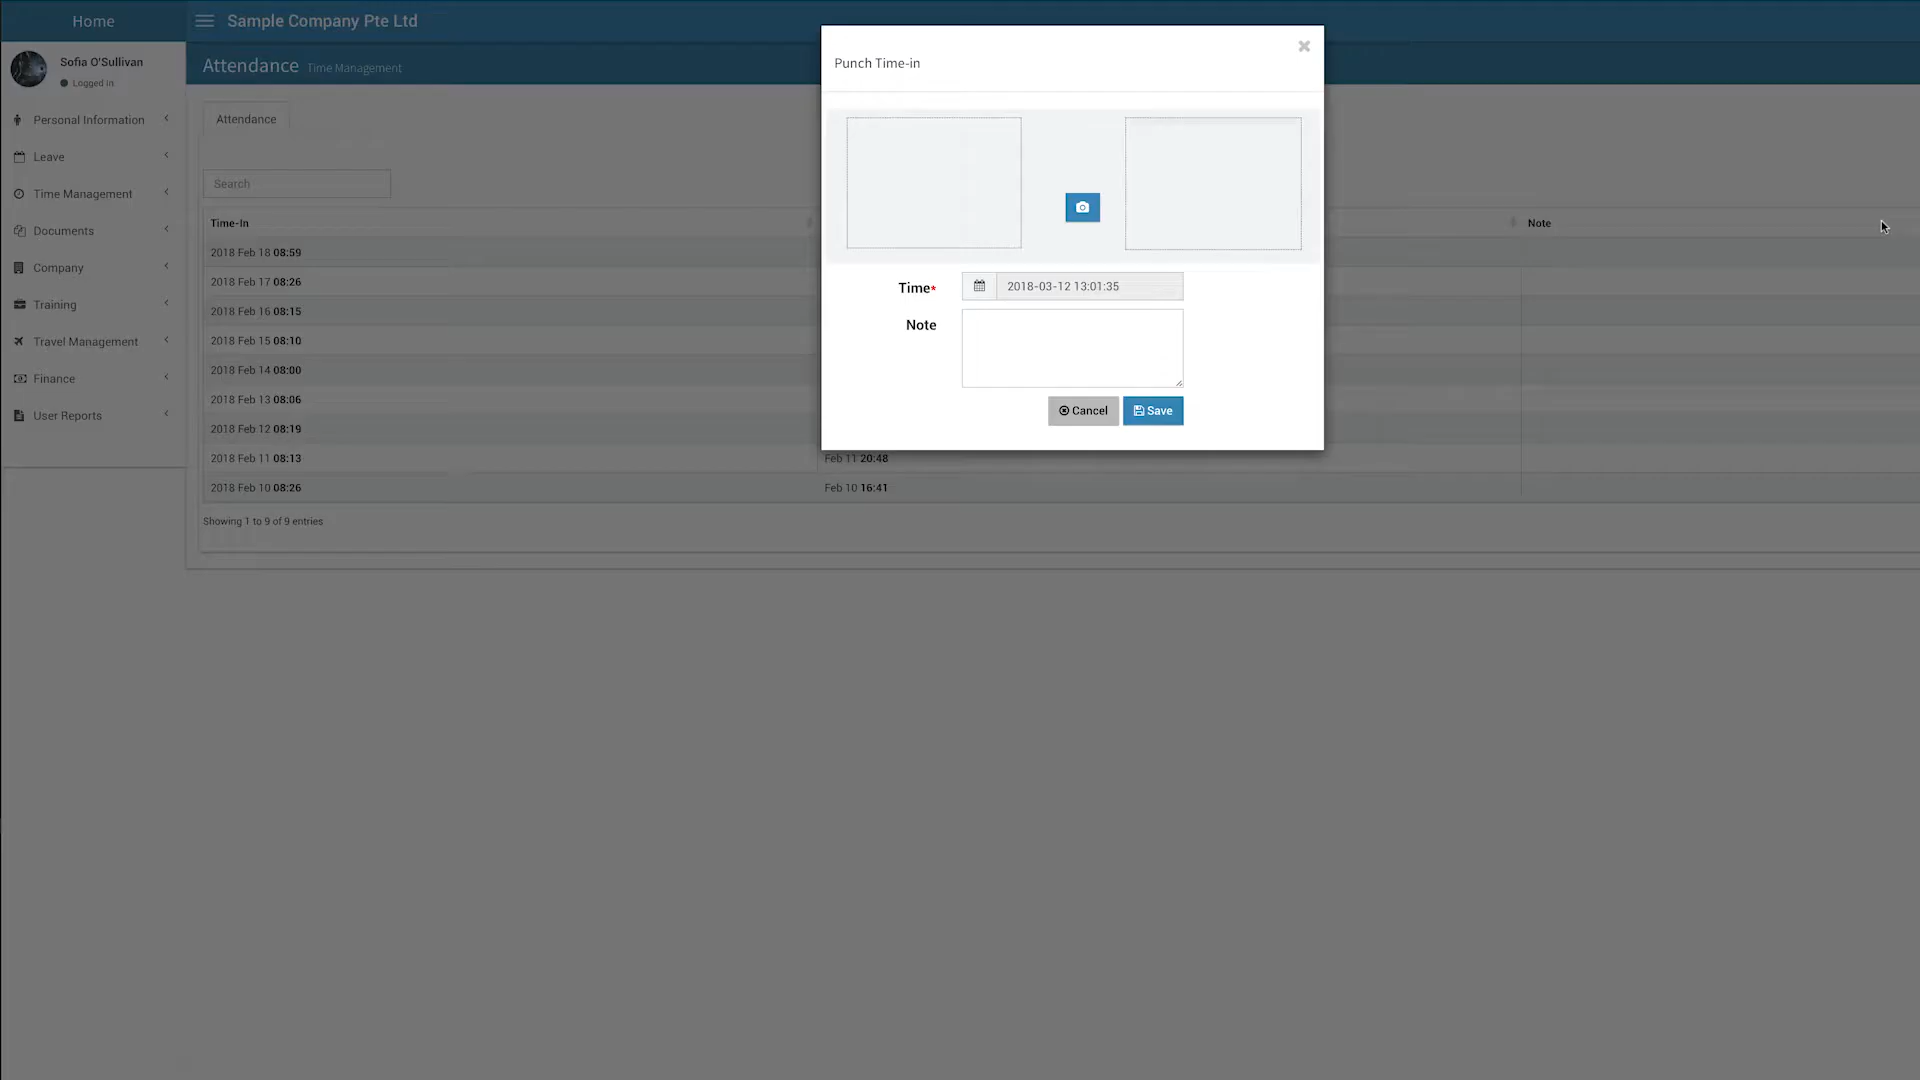 Home
Sample Company Pte Ltd
Sofia O'Sullivan
Logged in
Attendance Time Management
Personal Information
Leave
Time Management
Documents
Company
Training
Travel Management
Finance
User Reports
Attendance
Search
Time-In
Note
2018 Feb 18 08:59
2018 Feb 17 08:26
2018 Feb 16 08:15
2018 Feb 15 08:10
2018 Feb 14 08:00
2018 Feb 13 08:06
2018 Feb 12 08:19
2018 Feb 11 08:13 Feb 11 20:48
2018 Feb 10 08:26 Feb 10 16:41
Showing 1 to 9 of 9 entries
Punch Time-in
Time* 2018-03-12 13:01:35
Note
Cancel Save